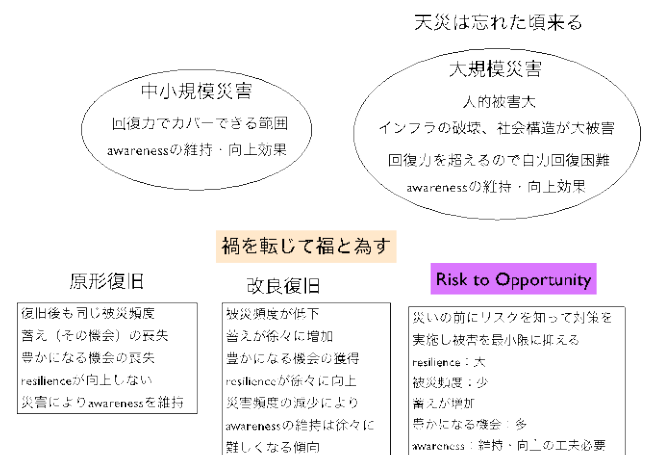 天災は忘れた頃来る
大規模災害
人的被害大
インフラの破壊、社会構造が大被害
回復力を超えるので自力回復困難
awarenessの維持・向上効果
中小規模災害
回復力でカバーできる範囲
awarenessの維持・向上効果
禍を転じて福と為す
原形復旧
復旧後も同じ被災頻度
蓄え（その機会）の喪失
豊かになる機会の喪失
resilienceが向上しない
災害によりawarenessを維持
改良復旧
被災頻度が低下
蓄えが徐々に増加
豊かになる機会の獲得
resilienceが徐々に向上
災害頻度の減少により
awarenessの維持は徐々に
難しくなる傾向
Risk to Opportunity
災いの前にリスクを知って対策を
実施し被害を最小限に抑える
resilience：大
被災頻度：少
蓄えが増加
豊かになる機会：多
awareness：維持・向上の工夫必要